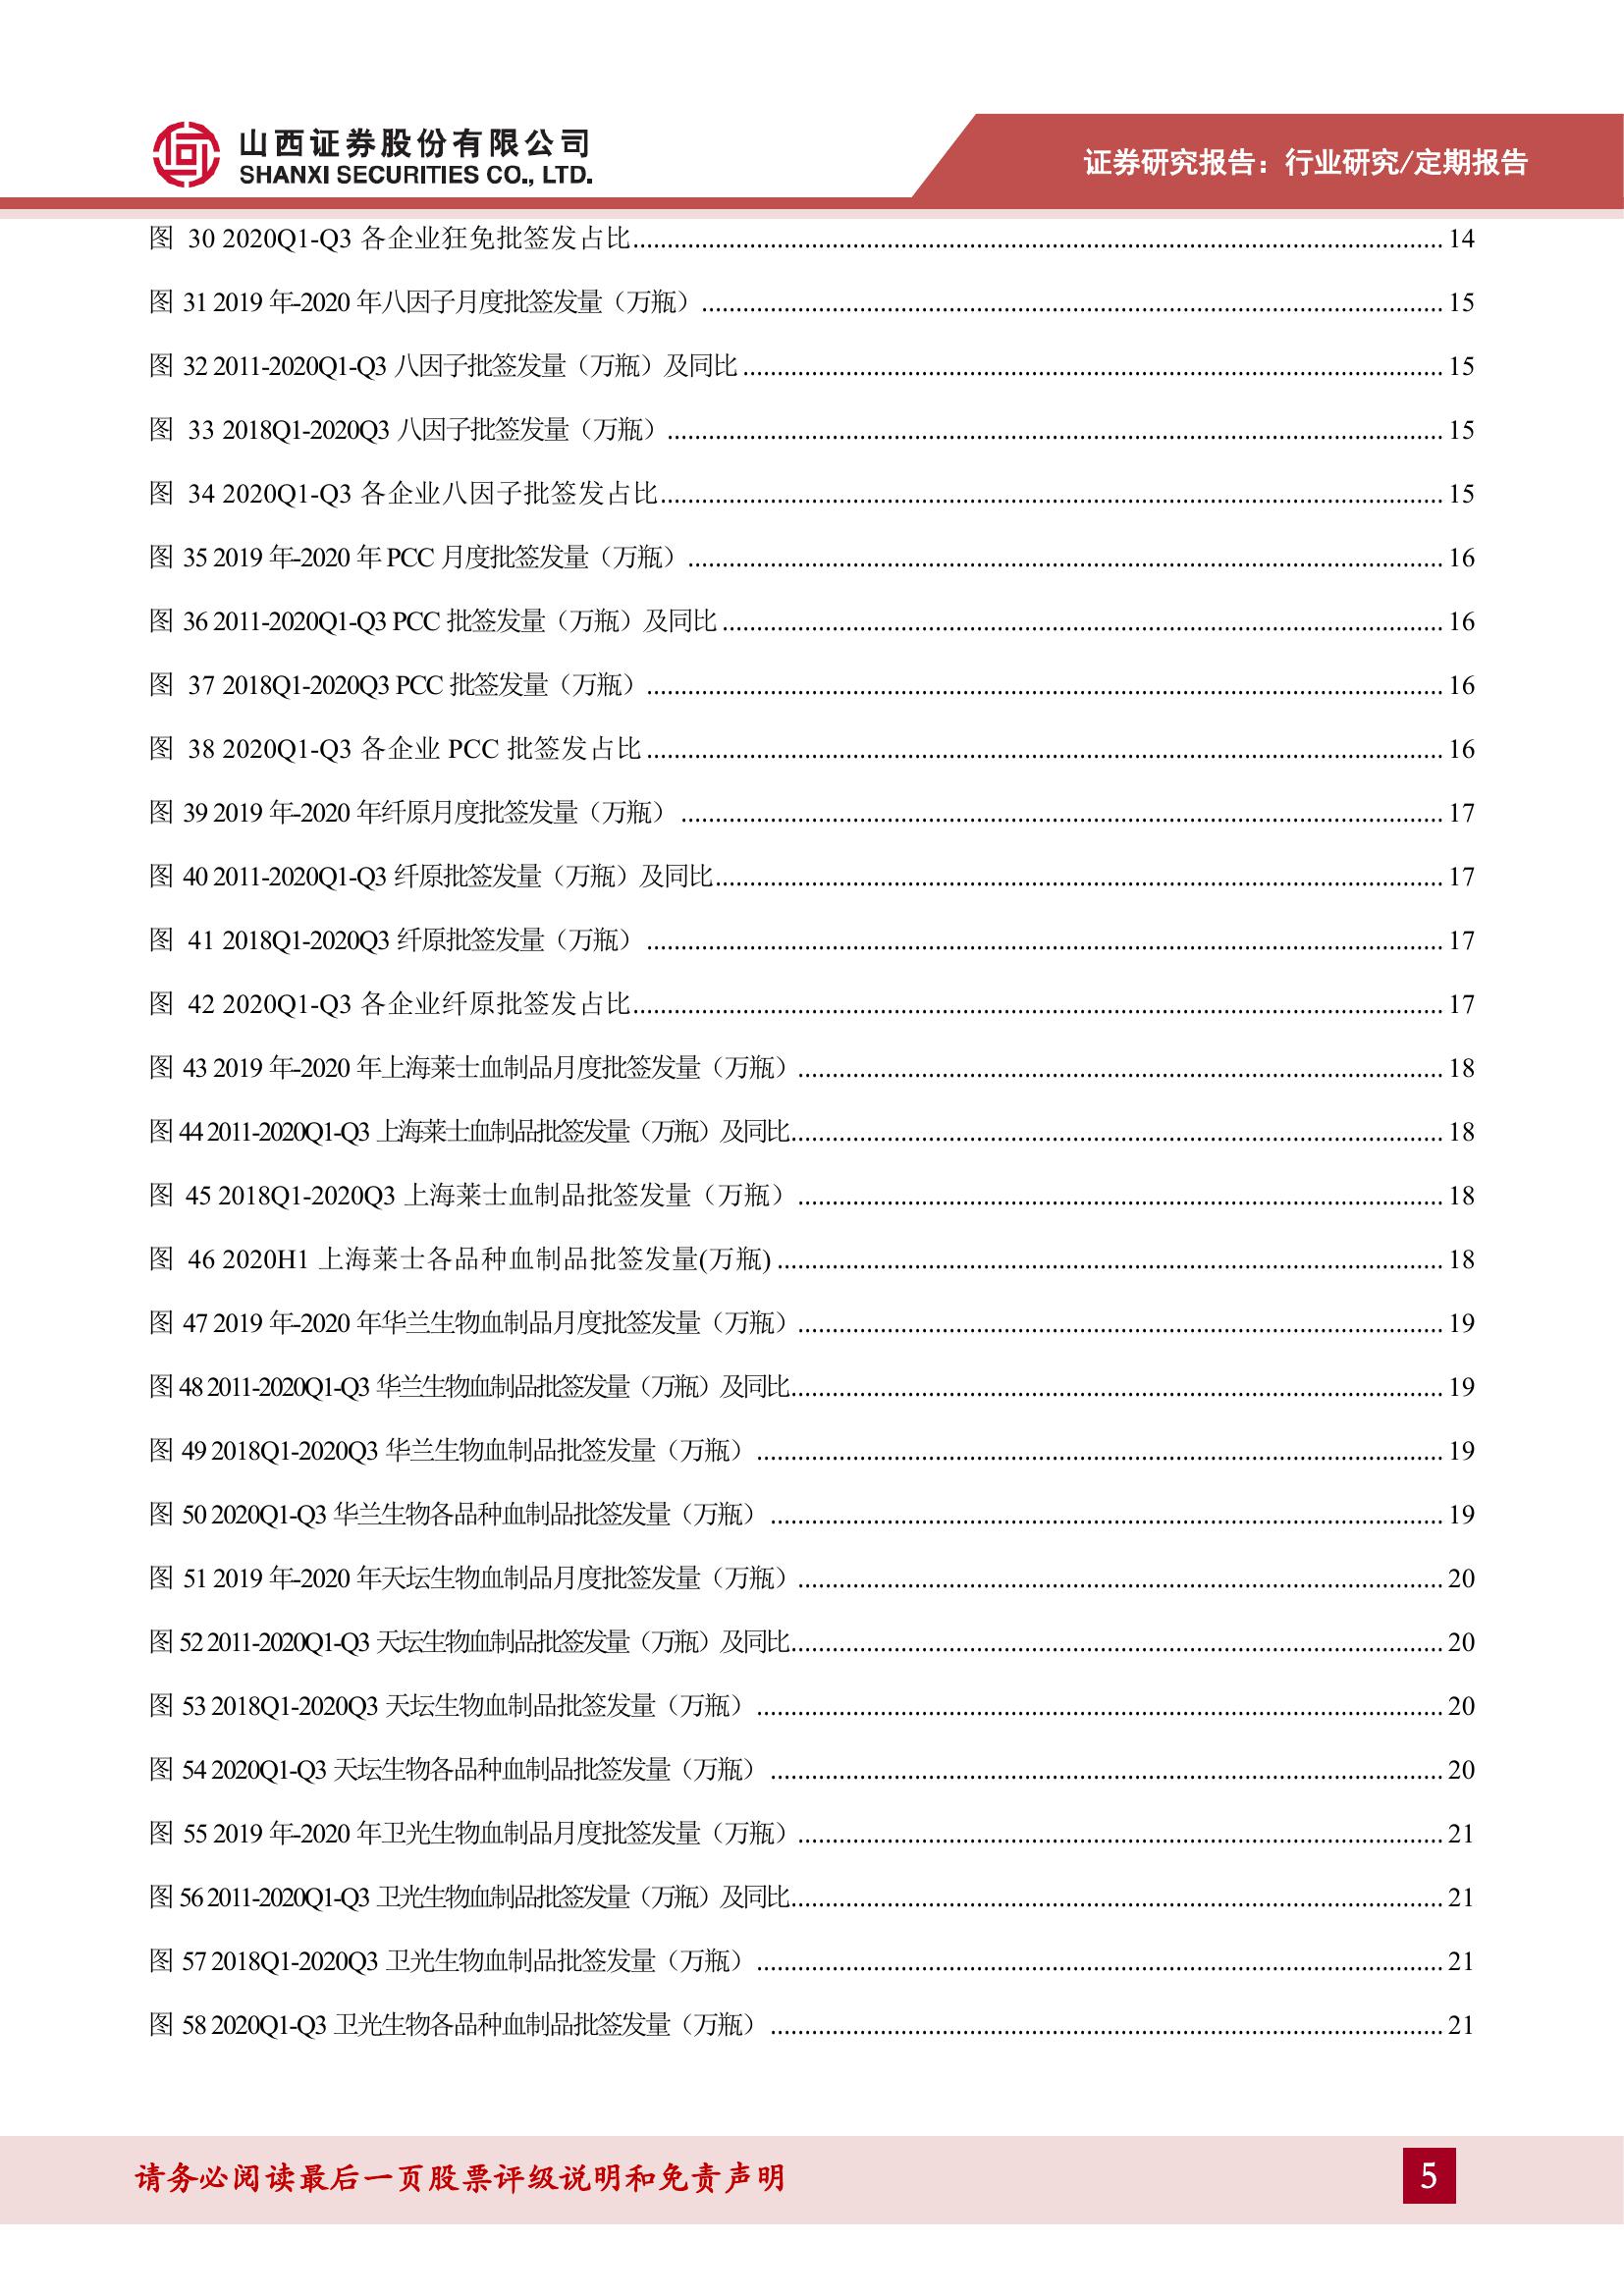 山西证券股份有限公司
SHANXI SECURITIES CO., LTD.
证券研究报告：行业研究/定期报告
图 30 2020Q1-Q3 各企业狂免批签发占比........................................ 14
图 31 2019 年-2020 年八因子月度批签发量（万瓶）........................................ 15
图 32 2011-2020Q1-Q3 八因子批签发量（万瓶）及同比........................................ 15
图 33 2018Q1-2020Q3 八因子批签发量（万瓶）........................................ 15
图 34 2020Q1-Q3 各企业八因子批签发占比........................................ 15
图 35 2019 年-2020 年 PCC 月度批签发量（万瓶）........................................ 16
图 36 2011-2020Q1-Q3 PCC 批签发量（万瓶）及同比........................................ 16
图 37 2018Q1-2020Q3 PCC 批签发量（万瓶）........................................ 16
图 38 2020Q1-Q3 各企业 PCC 批签发占比........................................ 16
图 39 2019 年-2020 年纤原月度批签发量（万瓶）........................................ 17
图 40 2011-2020Q1-Q3 纤原批签发量（万瓶）及同比........................................ 17
图 41 2018Q1-2020Q3 纤原批签发量（万瓶）........................................ 17
图 42 2020Q1-Q3 各企业纤原批签发占比........................................ 17
图 43 2019 年-2020 年上海莱士血制品月度批签发量（万瓶）........................................ 18
图 44 2011-2020Q1-Q3 上海莱士血制品批签发量（万瓶）及同比........................................ 18
图 45 2018Q1-2020Q3 上海莱士血制品批签发量（万瓶）........................................ 18
图 46 2020H1 上海莱士各品种血制品批签发量(万瓶)........................................ 18
图 47 2019 年-2020 年华兰生物血制品月度批签发量（万瓶）........................................ 19
图 48 2011-2020Q1-Q3 华兰生物血制品批签发量（万瓶）及同比........................................ 19
图 49 2018Q1-2020Q3 华兰生物血制品批签发量（万瓶）........................................ 19
图 50 2020Q1-Q3 华兰生物各品种血制品批签发量（万瓶）........................................ 19
图 51 2019 年-2020 年天坛生物血制品月度批签发量（万瓶）........................................ 20
图 52 2011-2020Q1-Q3 天坛生物血制品批签发量（万瓶）及同比........................................ 20
图 53 2018Q1-2020Q3 天坛生物血制品批签发量（万瓶）........................................ 20
图 54 2020Q1-Q3 天坛生物各品种血制品批签发量（万瓶）........................................ 20
图 55 2019 年-2020 年卫光生物血制品月度批签发量（万瓶）........................................ 21
图 56 2011-2020Q1-Q3 卫光生物血制品批签发量（万瓶）及同比........................................ 21
图 57 2018Q1-2020Q3 卫光生物血制品批签发量（万瓶）........................................ 21
图 58 2020Q1-Q3 卫光生物各品种血制品批签发量（万瓶）........................................ 21
请务必阅读最后一页股票评级说明和免责声明
5